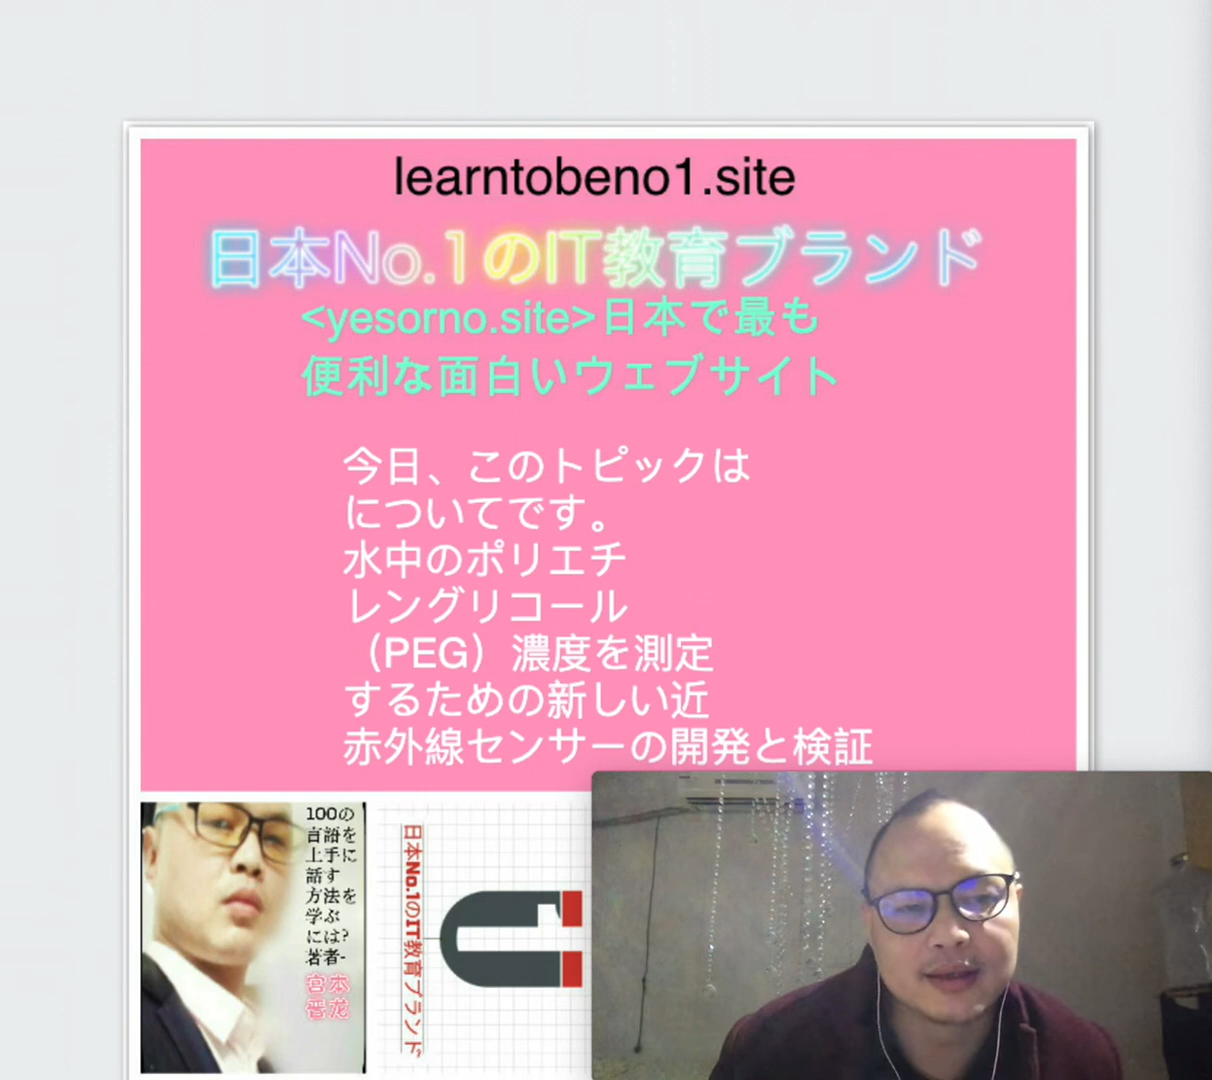 learntobeno1.site
日本No.1のIT教育ブランド
<yesorno.site>日本で最も
便利な面白いウェブサイト
今日、このトピックは
についてです。
水中のポリエチ
レングリコール
（PEG）濃度を測定
するための新しい近
赤外線センサーの開発と検証
100の
言語を
上手に
話す
方法を
学ぶ
には?
著者-
宮本
晋龙
日本No.1のIT教育ブランド